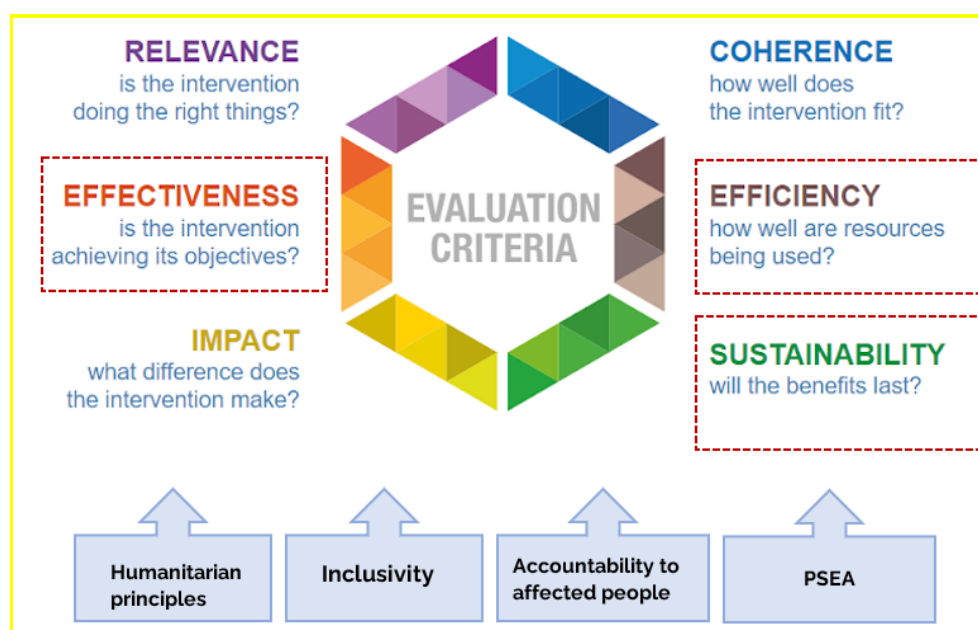 RELEVANCE
is the intervention
doing the right things?
COHERENCE
how well does
the intervention fit?
EFFECTIVENESS
is the intervention
achieving its objectives?
EVALUATION
CRITERIA
EFFICIENCY
how well are resources
being used?
IMPACT
what difference does
the intervention make?
SUSTAINABILITY
will the benefits last?
Humanitarian
principles
Inclusivity
Accountability to
affected people
PSEA